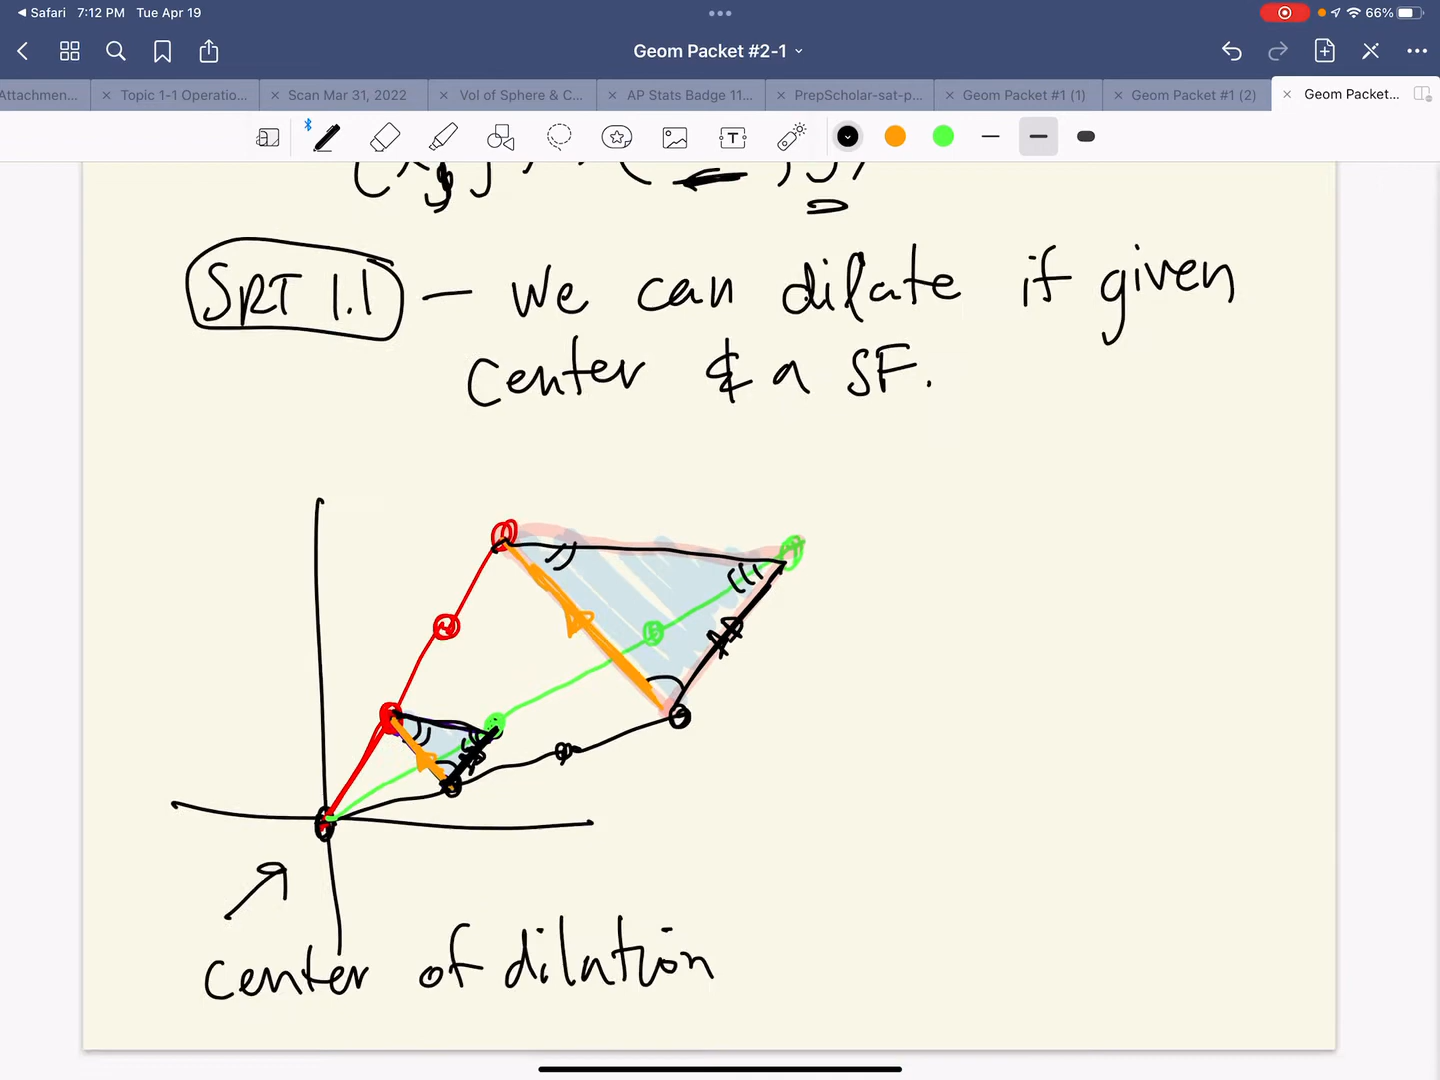 Safari 7:12 PM Tue Apr 19
66%
Geom Packet #2-1
Attachmen...
Topic 1-1 Operatio...
Scan Mar 31, 2022
Vol of Sphere & C...
AP Stats Badge 11...
PrepScholar-sat-p...
Geom Packet #1 (1)
Geom Packet #1 (2)
Geom Packet...
SRT 1.1 — We can dilate if given
center & a SF.
center of dilation